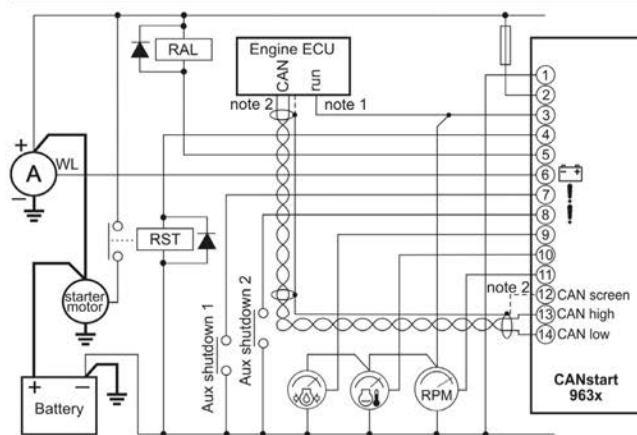 RAL
Engine ECU
CAN
run
note 2
note 1
1
2
3
4
5
6
7
8
9
10
11
12
13
14
+
A
WL
−
− +
!
!
RST
starter
motor
Aux shutdown 1
Aux shutdown 2
note 2
CAN screen
CAN high
CAN low
RPM
+ −
Battery
CANstart
963x